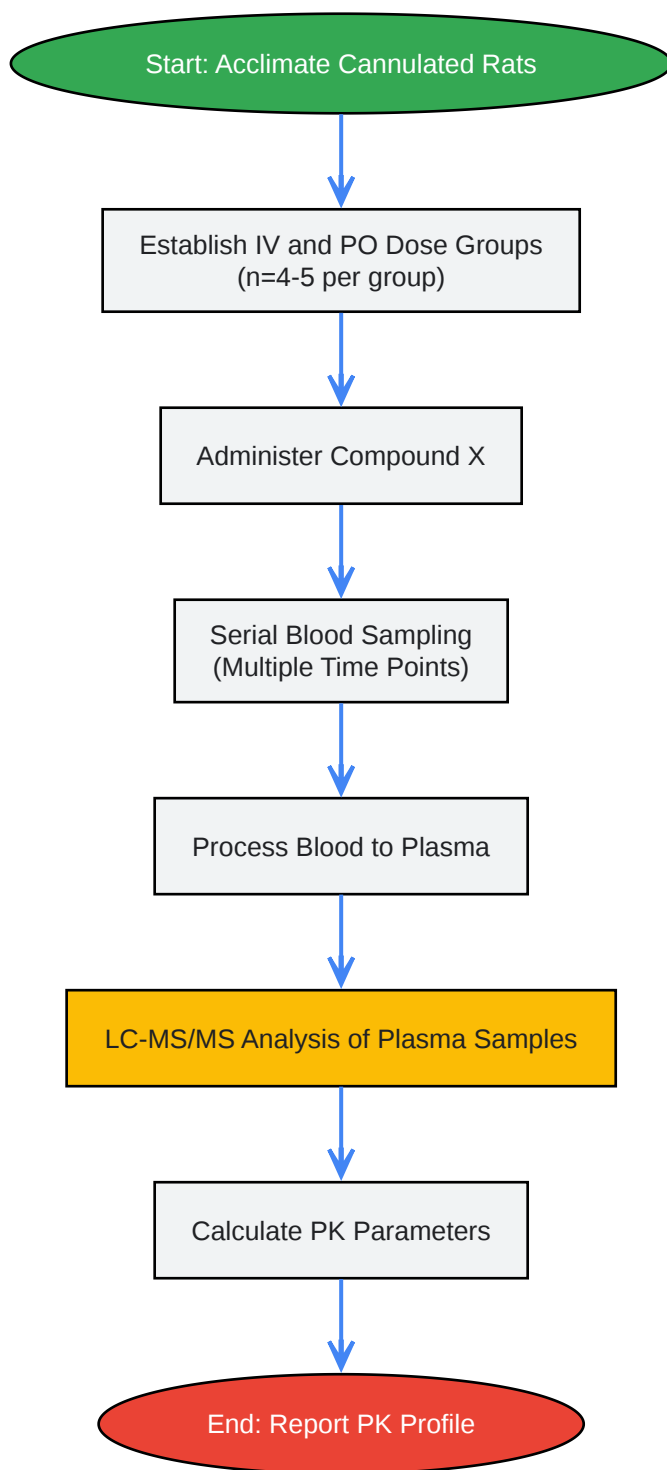 Start: Acclimate Cannulated Rats
Establish IV and PO Dose Groups
(n=4-5 per group)
Administer Compound X
Serial Blood Sampling
(Multiple Time Points)
Process Blood to Plasma
LC-MS/MS Analysis of Plasma Samples
Calculate PK Parameters
End: Report PK Profile